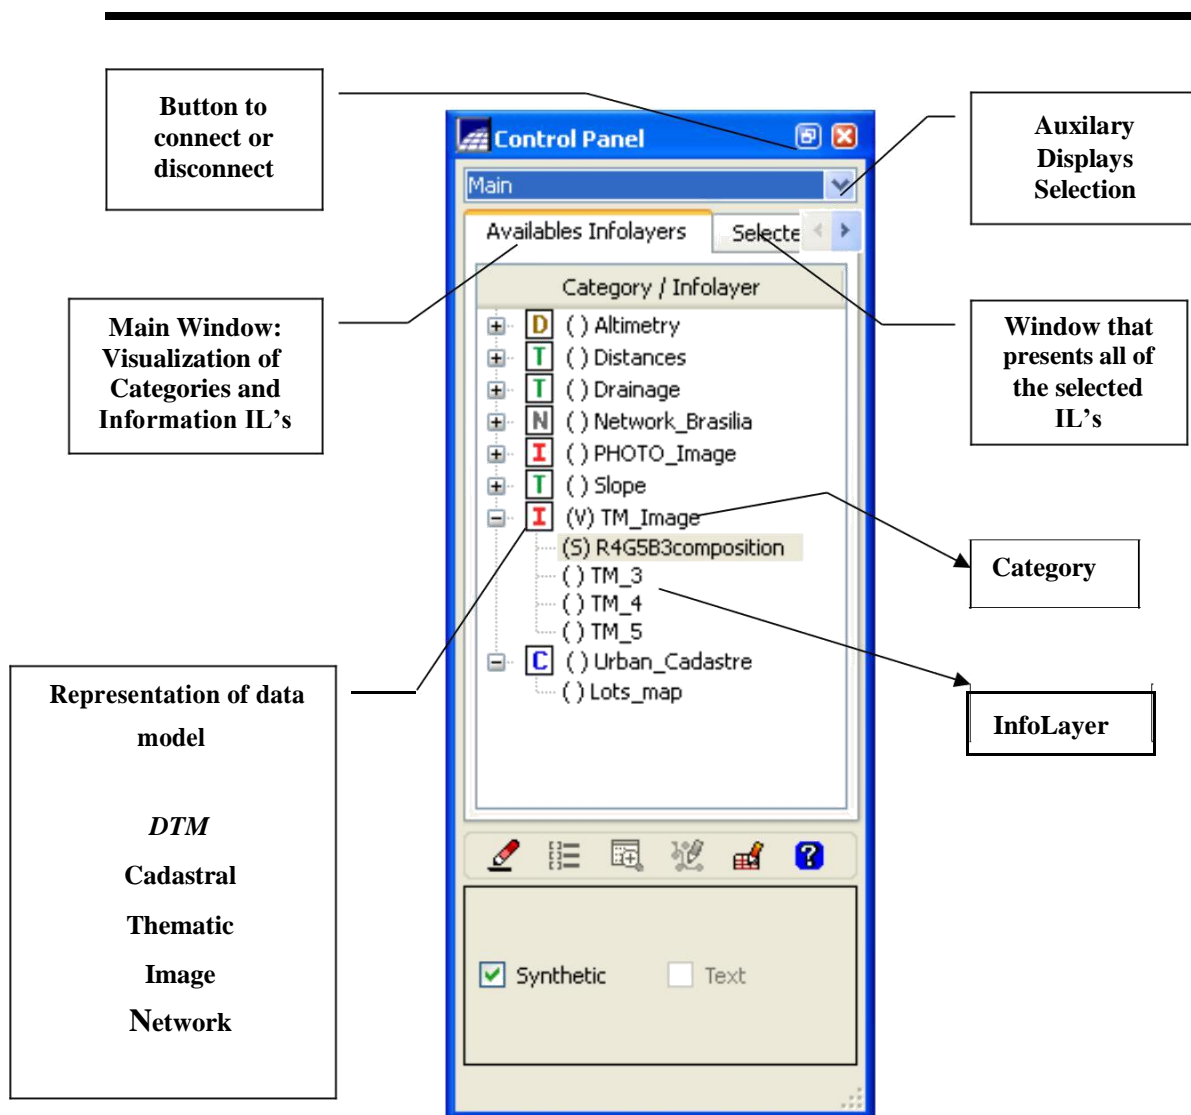 Button to
connect or
disconnect
Auxilary
Displays
Selection
Control Panel
Main
Availables Infolayers
Selecte
Category / Infolayer
Main Window:
Visualization of
Categories and
Information IL’s
Window that
presents all of
the selected
IL’s
D ( ) Altimetry
T ( ) Distances
T ( ) Drainage
N ( ) Network_Brasilia
I ( ) PHOTO_Image
T ( ) Slope
I (V) TM_Image
(S) R4G5B3composition
( ) TM_3
( ) TM_4
( ) TM_5
C ( ) Urban_Cadastre
( ) Lots_map
Category
InfoLayer
Representation of data
model
DTM
Cadastral
Thematic
Image
Network
?
Synthetic
Text